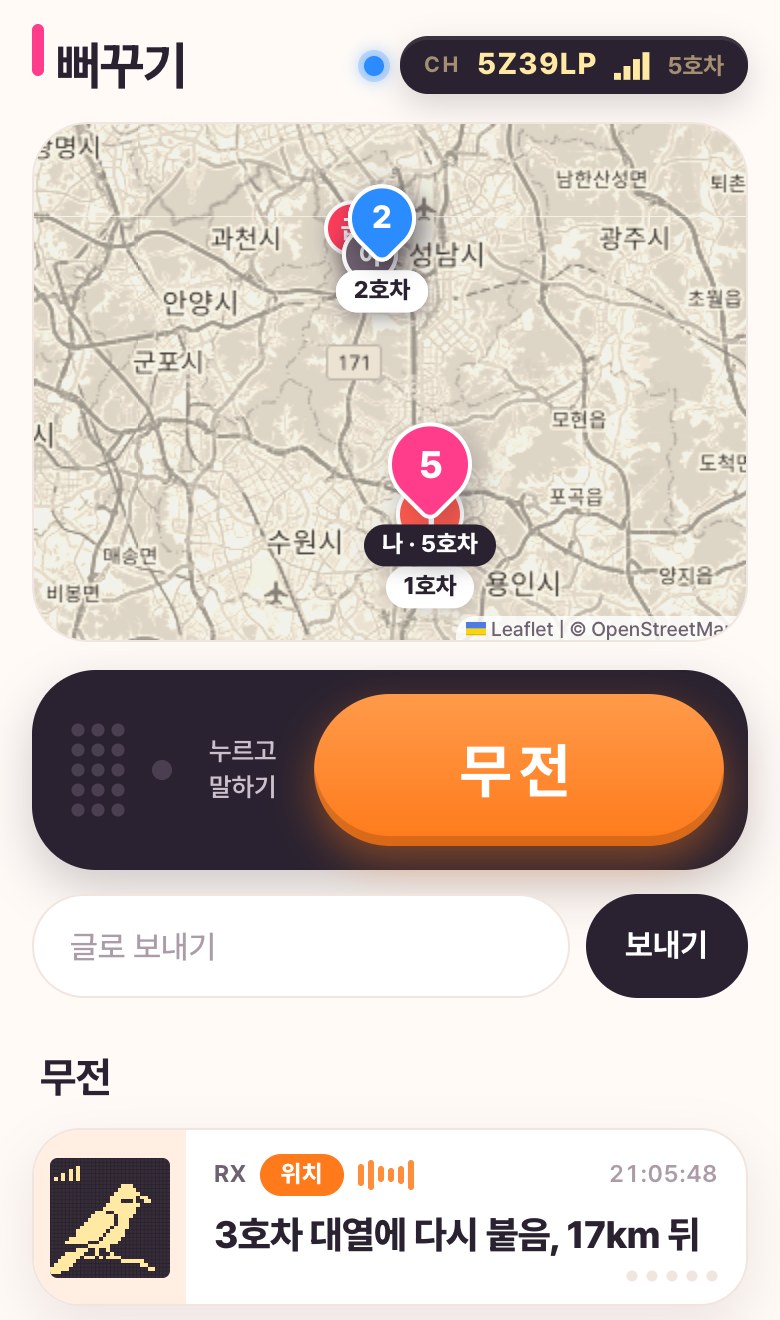 뻐꾸기
CH 5Z39LP 5호차
광명시
남한산성면
퇴촌
과천시
2
성남시
광주시
2호차
안양시
초월읍
171
군포시
모현읍
시
5
도척면
포곡읍
수원시
나 · 5호차
매송면
양지읍
1호차
용인시
비봉면
Leaflet | © OpenStreetMap
누르고
말하기
무전
글로 보내기
보내기
무전
RX 위치 21:05:48
3호차 대열에 다시 붙음, 17km 뒤